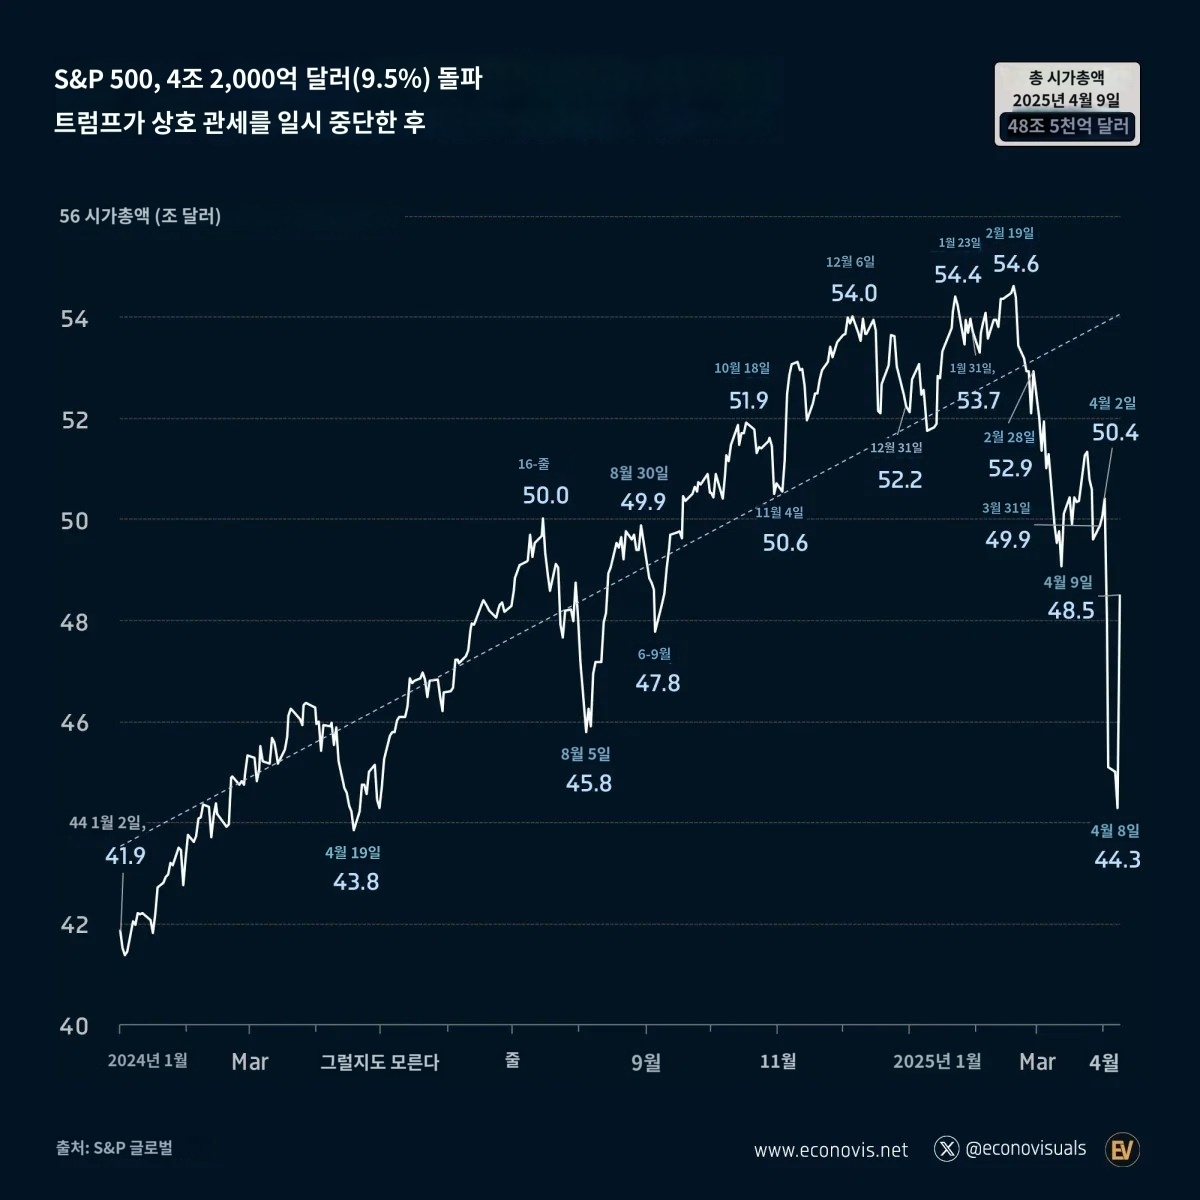 S&P 500, 4조 2,000억 달러(9.5%) 돌파
트럼프가 상호 관세를 일시 중단한 후
총 시가총액
2025년 4월 9일
48조 5천억 달러
56 시가총액 (조 달러)
54
52
50
48
46
44 1월 2일,
41.9
42
40
4월 19일
43.8
16-줄
50.0
8월 5일
45.8
8월 30일
49.9
6-9월
47.8
10월 18일
51.9
11월 4일
50.6
12월 6일
54.0
12월 31일
52.2
1월 23일
54.4
1월 31일,
53.7
2월 19일
54.6
2월 28일
52.9
3월 31일
49.9
4월 2일
50.4
4월 9일
48.5
4월 8일
44.3
2024년 1월
Mar
그럴지도 모른다
줄
9월
11월
2025년 1월
Mar
4월
출처: S&P 글로벌
www.econovis.net
X @econovisuals
EV